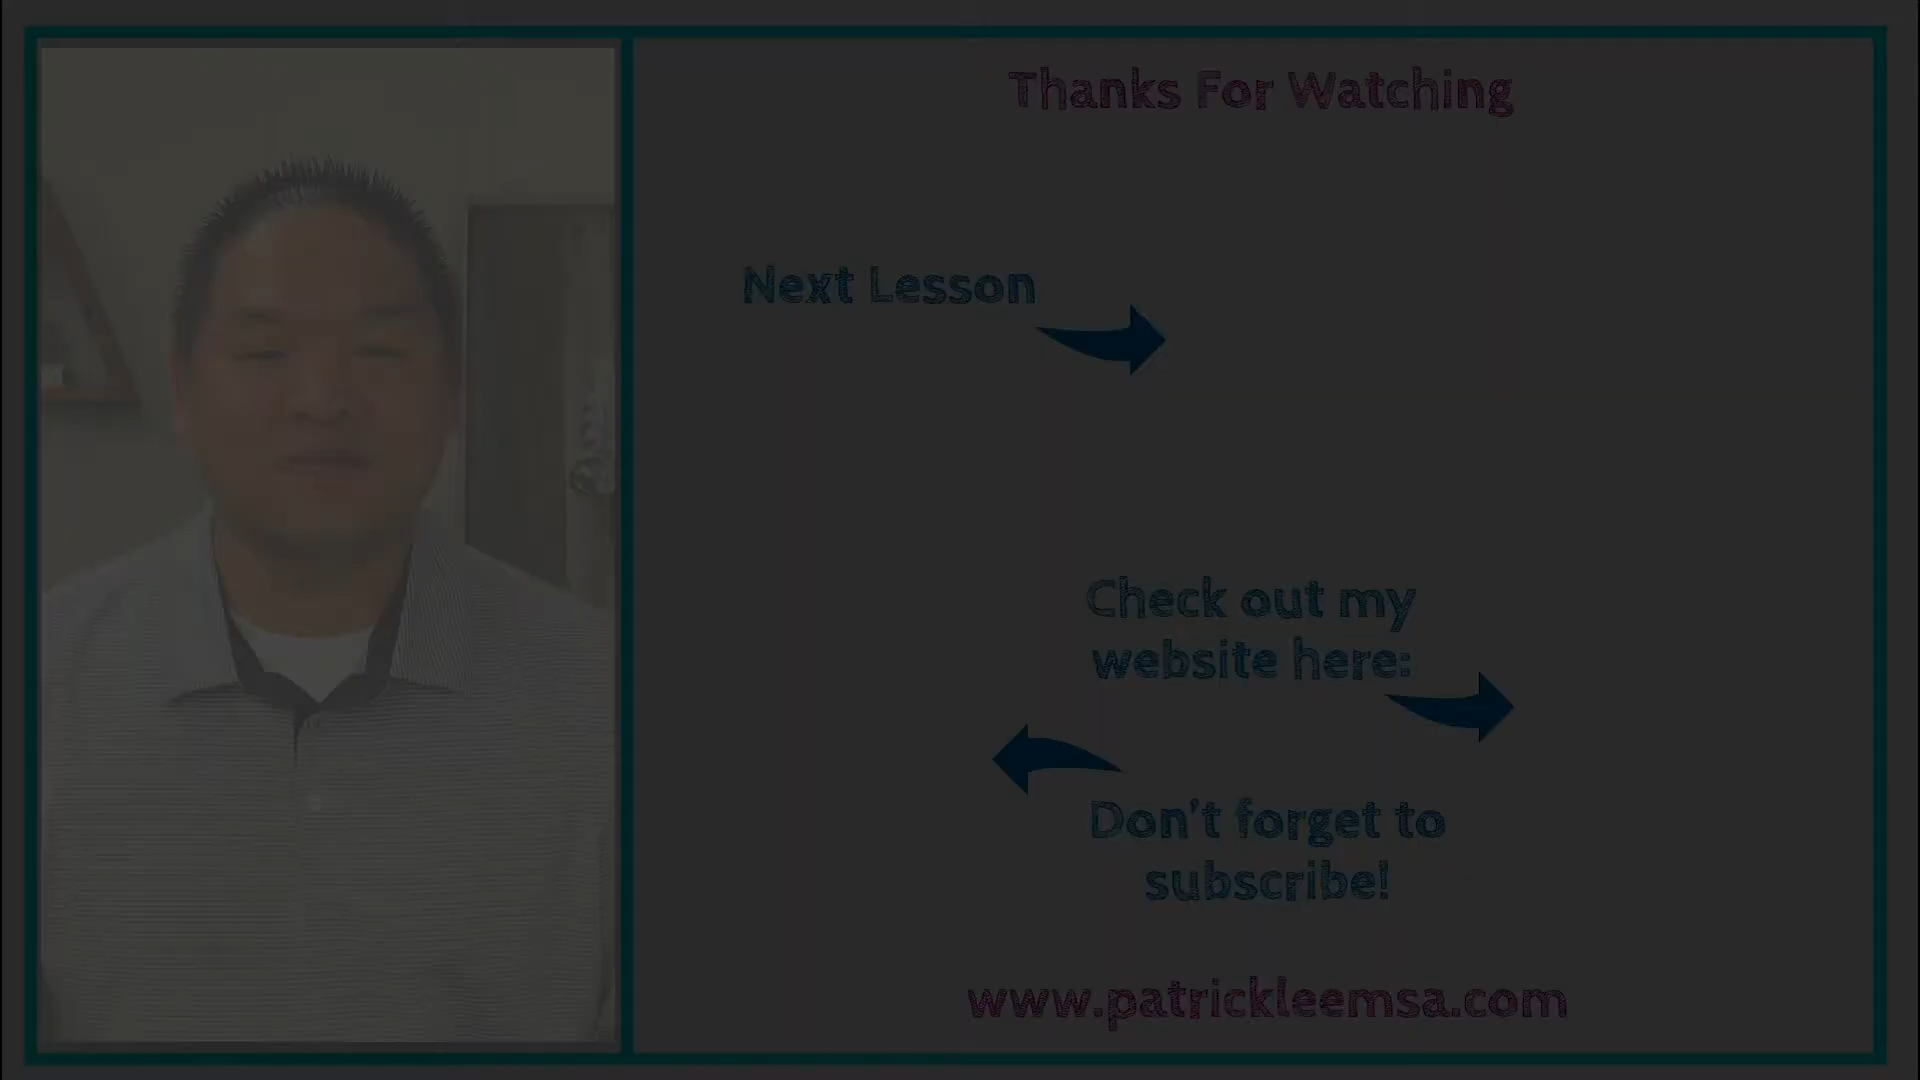 Thanks For Watching
Next Lesson
Check out my
website here:
Don't forget to
subscribe!
www.patrickleemsa.com